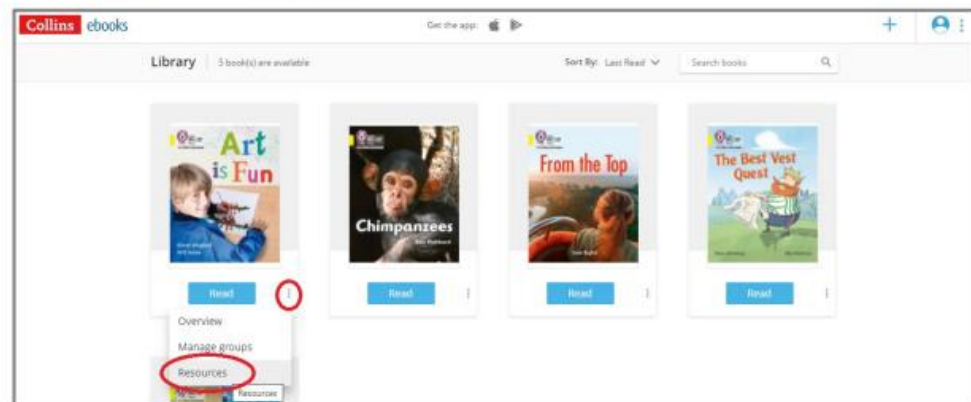 Collins ebooks Get the app:
Library 5 book(s) are available Sort By: Last Read Search books
Art is Fun
Chimpanzees
From the Top
The Best Vest Quest
Read Read Read Read
Overview
Manage groups
Resources
Resources